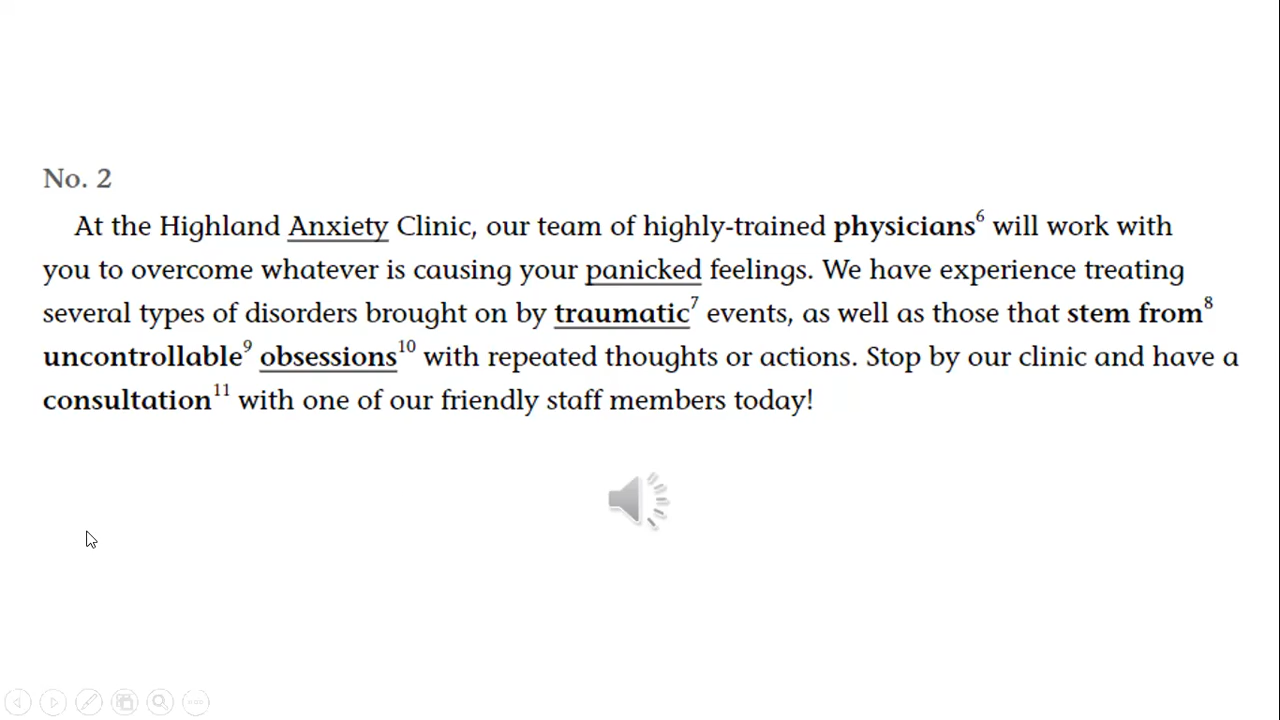 No. 2
At the Highland Anxiety Clinic, our team of highly-trained physicians6 will work with
you to overcome whatever is causing your panicked feelings. We have experience treating
several types of disorders brought on by traumatic7 events, as well as those that stem from8
uncontrollable9 obsessions10 with repeated thoughts or actions. Stop by our clinic and have a
consultation11 with one of our friendly staff members today!